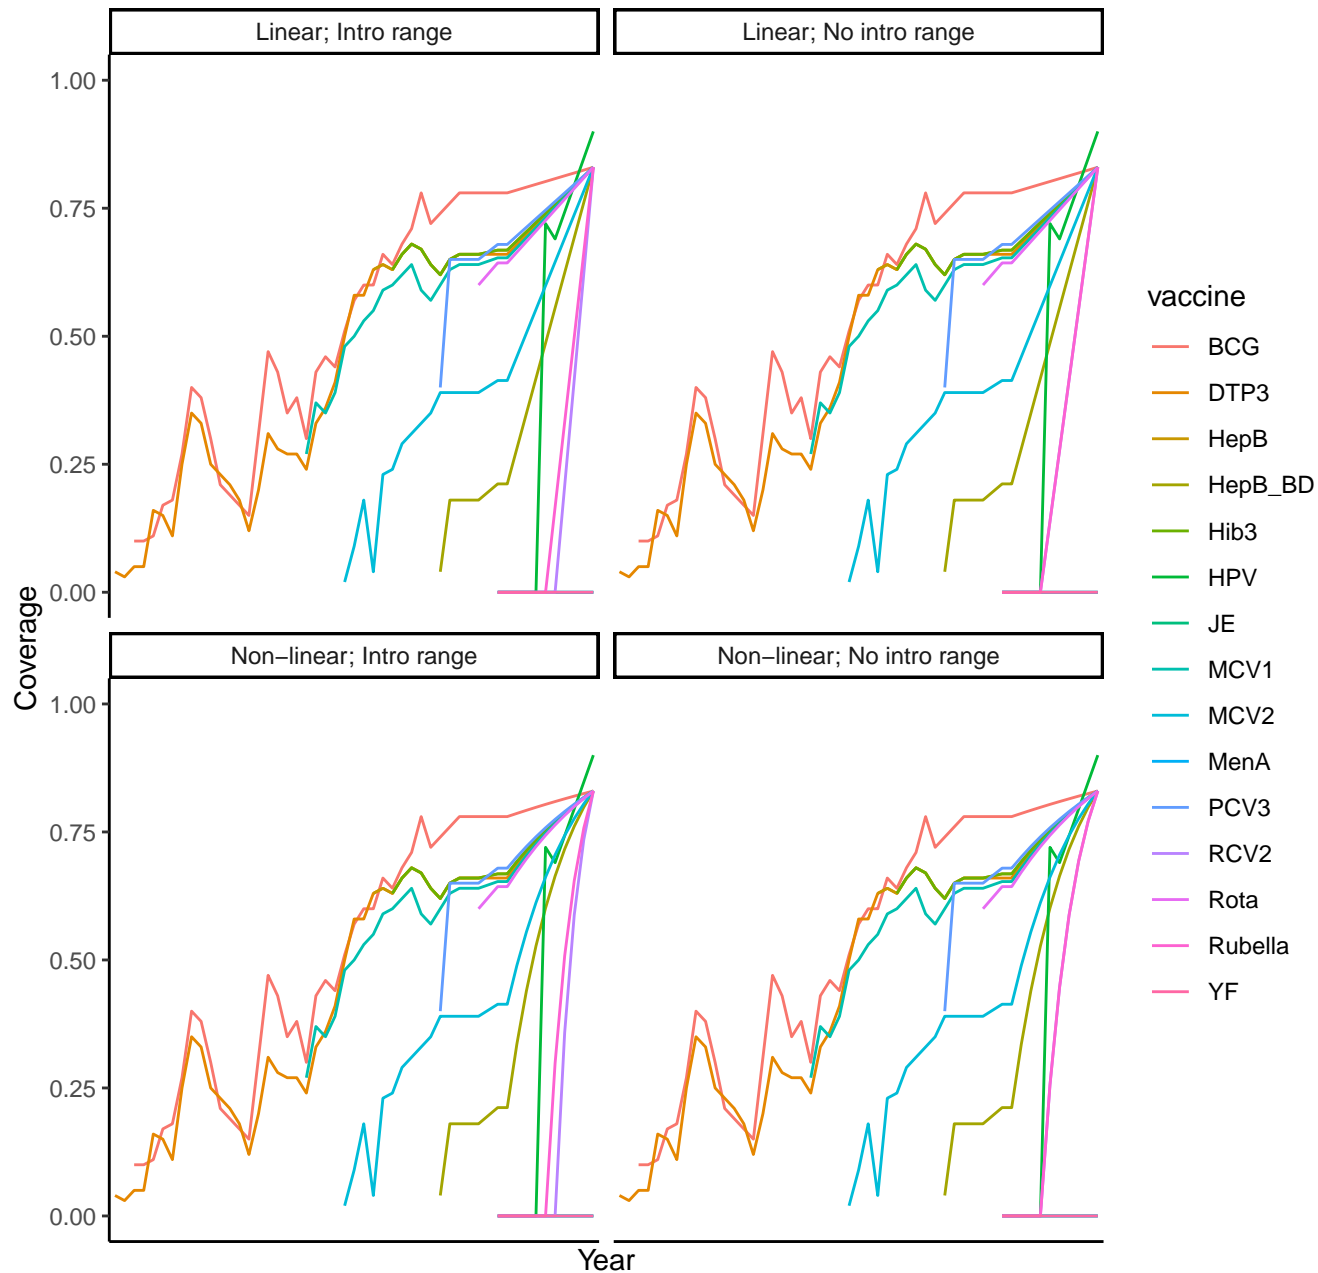 Linear; Intro range
Linear; No intro range
1.00
0.75
0.50
0.25
0.00
Non−linear; Intro range
Non−linear; No intro range
1.00
0.75
0.50
0.25
0.00
Coverage
Year
vaccine
BCG
DTP3
HepB
HepB_BD
Hib3
HPV
JE
MCV1
MCV2
MenA
PCV3
RCV2
Rota
Rubella
YF